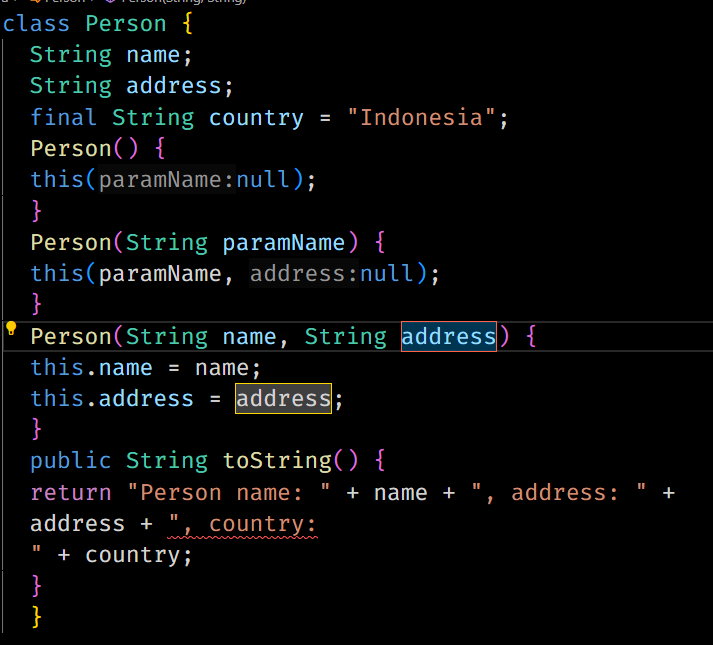 class Person {
String name;
String address;
final String country = "Indonesia";
Person() {
this(paramName:null);
}
Person(String paramName) {
this(paramName, address:null);
}
Person(String name, String address) {
this.name = name;
this.address = address;
}
public String toString() {
return "Person name: " + name + ", address: " +
address + ", country:
" + country;
}
}